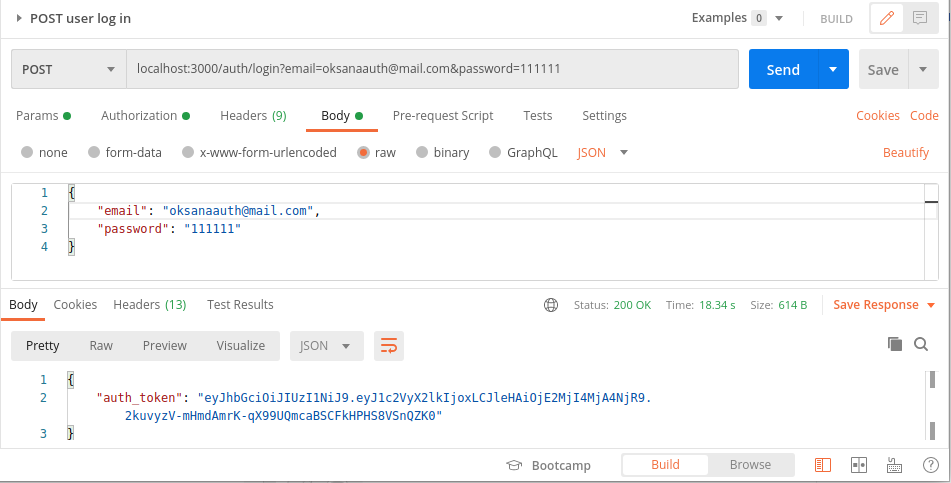 POST user log in
Examples 0
BUILD
POST
localhost:3000/auth/login?email=oksanaauth@mail.com&password=111111
Send
Save
Params
Authorization
Headers (9)
Body
Pre-request Script
Tests
Settings
Cookies
Code
none
form-data
x-www-form-urlencoded
raw
binary
GraphQL
JSON
Beautify
1 {
2 "email": "oksanaauth@mail.com",
3 "password": "111111"
4 }
Body
Cookies
Headers (13)
Test Results
Status: 200 OK
Time: 18.34 s
Size: 614 B
Save Response
Pretty
Raw
Preview
Visualize
JSON
1 {
2 "auth_token": "eyJhbGciOiJIUzI1NiJ9.eyJ1c2VyX2lkIjoxLCJleHAiOjE2MjI4MjA4NjR9.
2kuvyzV-mHmdAmrK-qX99UQmcaBSCFkHPHS8VSnQZK0"
3 }
Bootcamp
Build
Browse